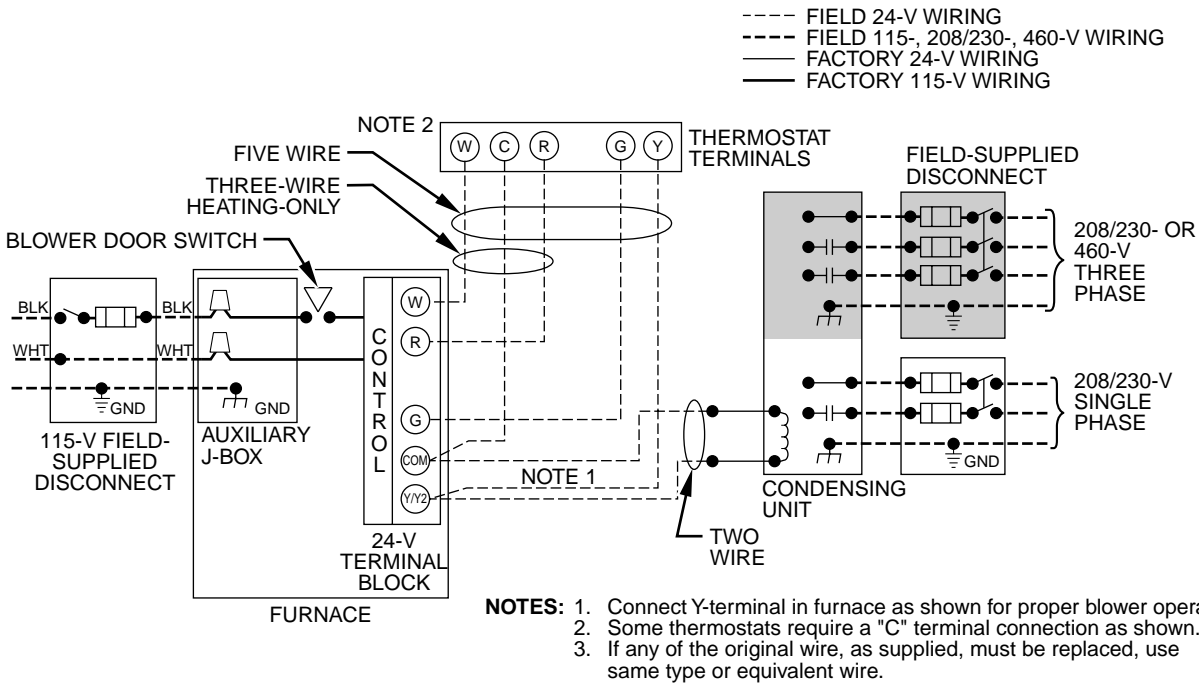 FIELD 24-V WIRING
FIELD 115-, 208/230-, 460-V WIRING
FACTORY 24-V WIRING
FACTORY 115-V WIRING
NOTE 2
W C R G Y
THERMOSTAT
TERMINALS
FIVE WIRE
THREE-WIRE
HEATING-ONLY
BLOWER DOOR SWITCH
FIELD-SUPPLIED
DISCONNECT
208/230- OR
460-V
THREE
PHASE
BLK
BLK
WHT
WHT
GND
GND
115-V FIELD-
SUPPLIED
DISCONNECT
AUXILIARY
J-BOX
CONTROL
W
R
G
COM
Y/Y2
24-V
TERMINAL
BLOCK
FURNACE
NOTE 1
TWO
WIRE
CONDENSING
UNIT
208/230-V
SINGLE
PHASE
GND
NOTES: 1. Connect Y-terminal in furnace as shown for proper blower opera
2. Some thermostats require a "C" terminal connection as shown.
3. If any of the original wire, as supplied, must be replaced, use
same type or equivalent wire.